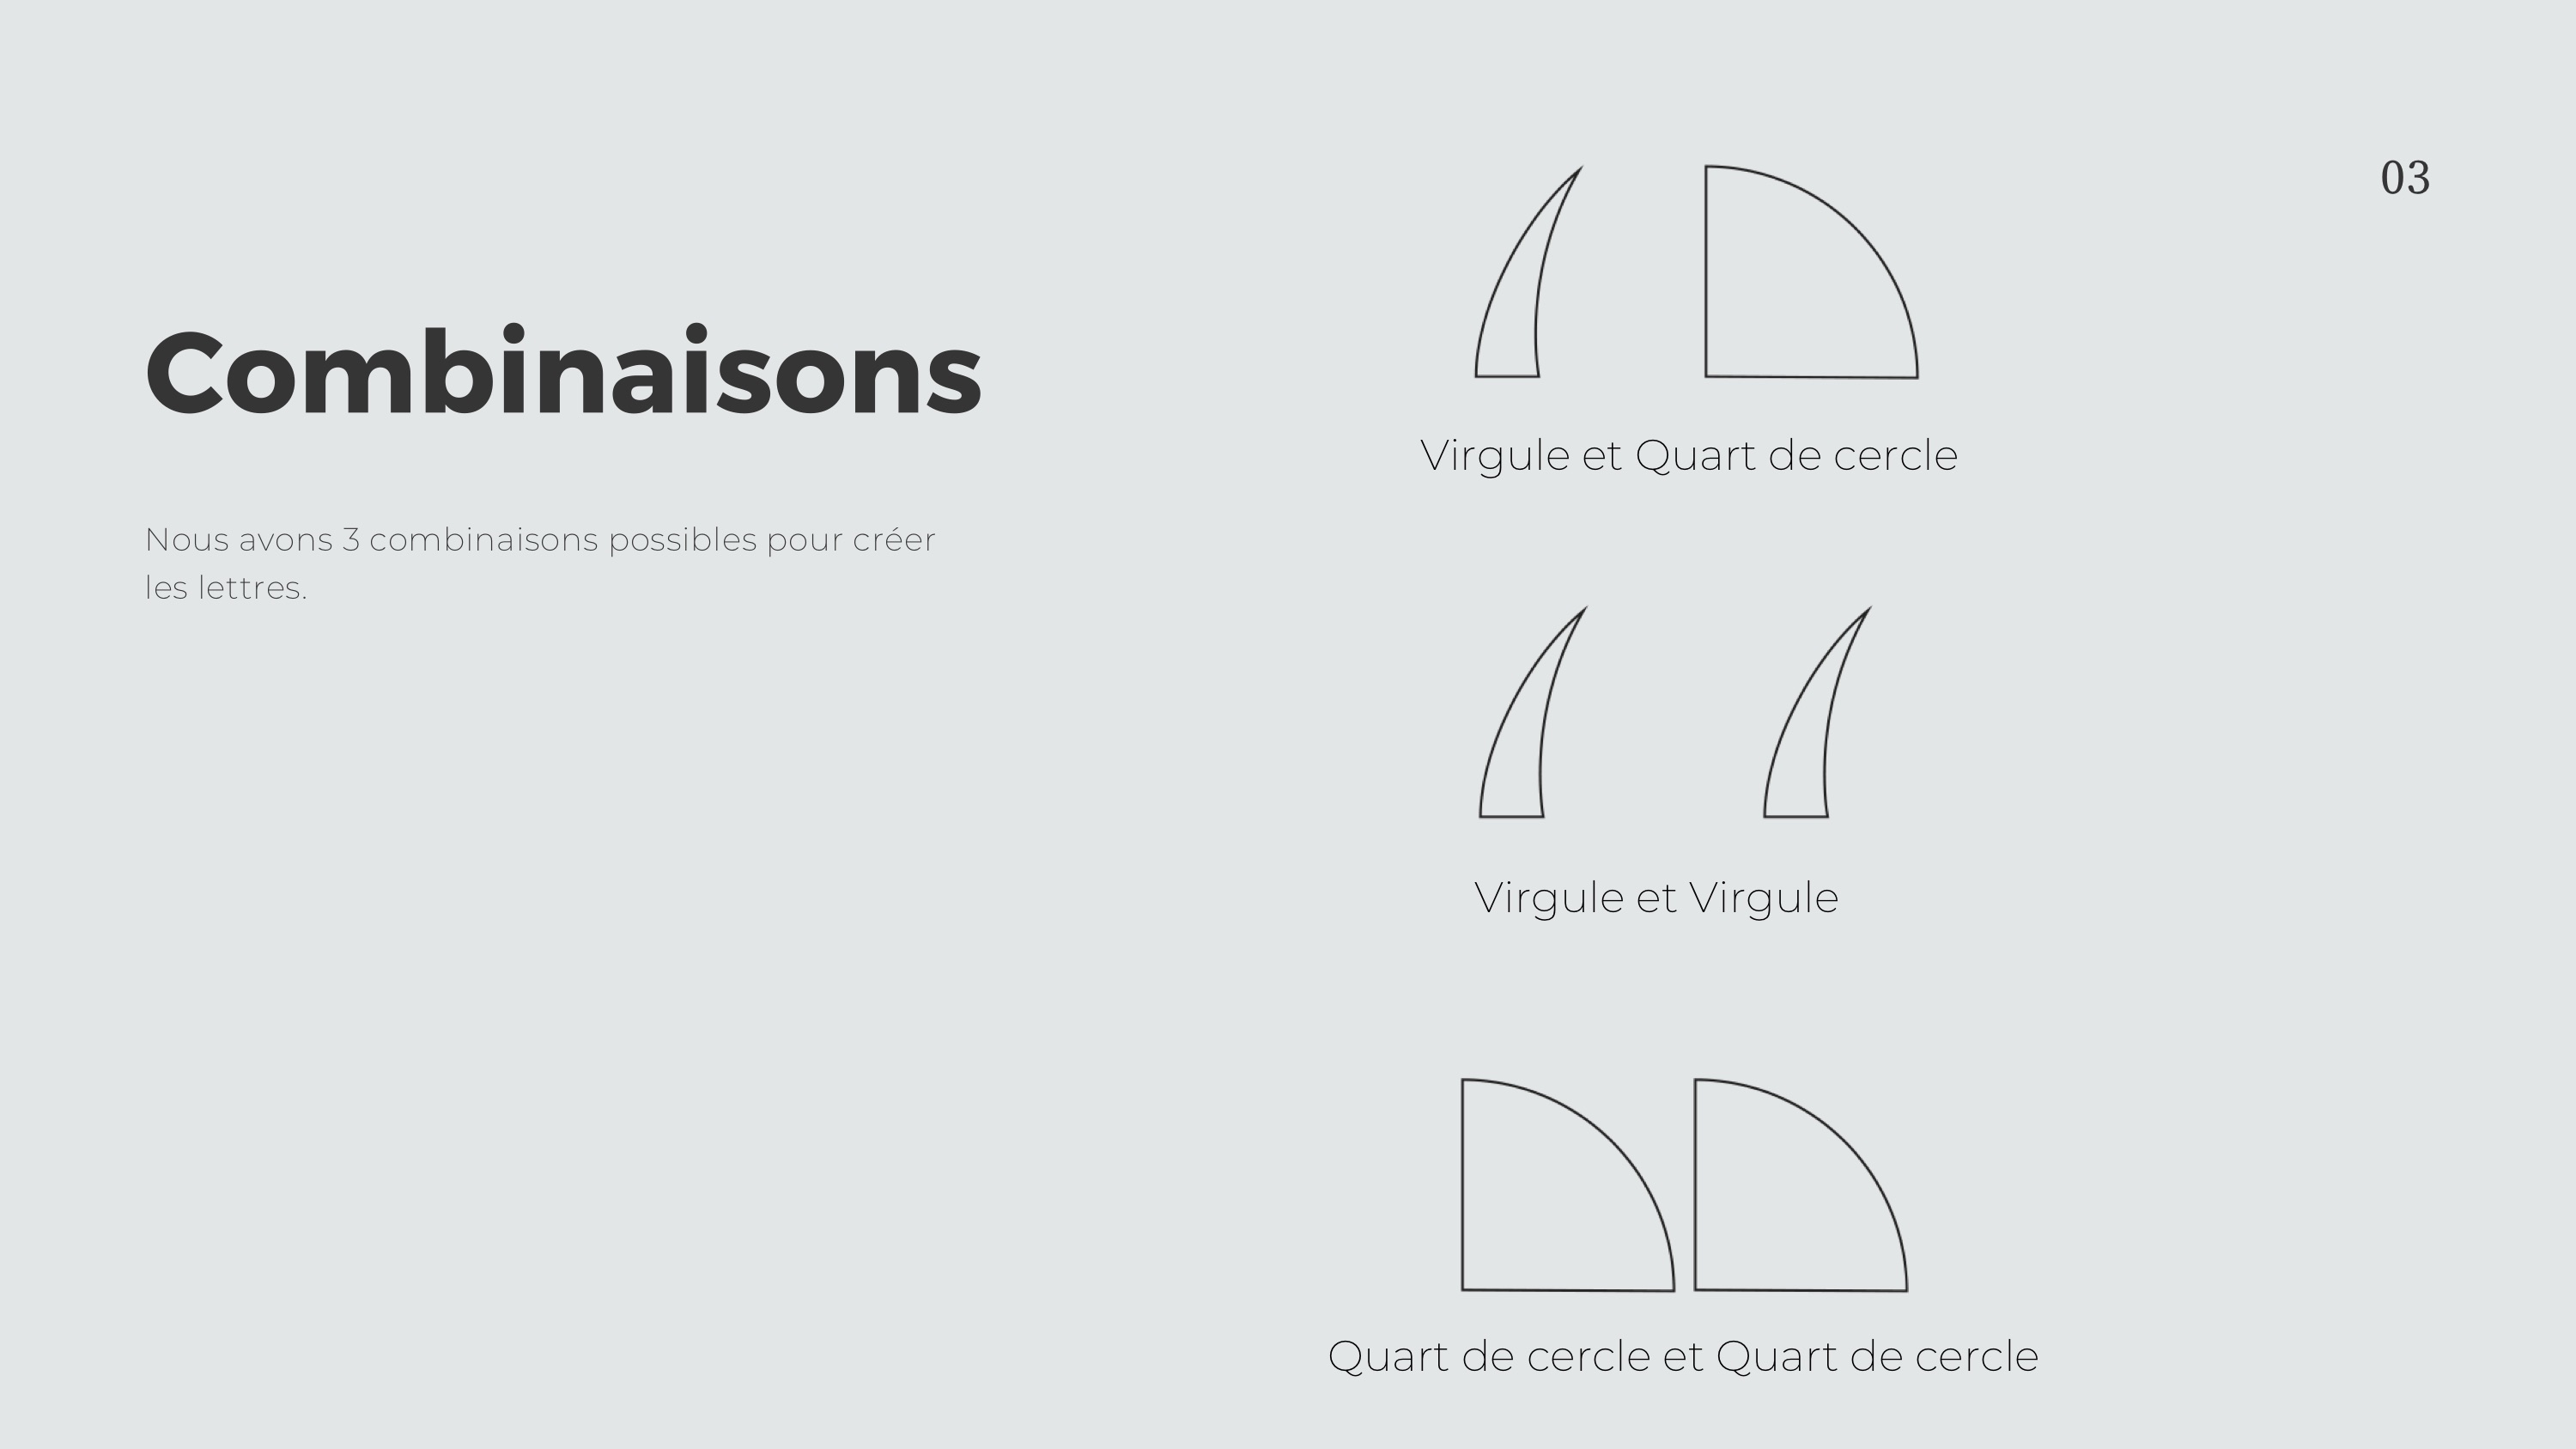 03
Combinaisons
Nous avons 3 combinaisons possibles pour créer
les lettres.
Virgule et Quart de cercle
Virgule et Virgule
Quart de cercle et Quart de cercle